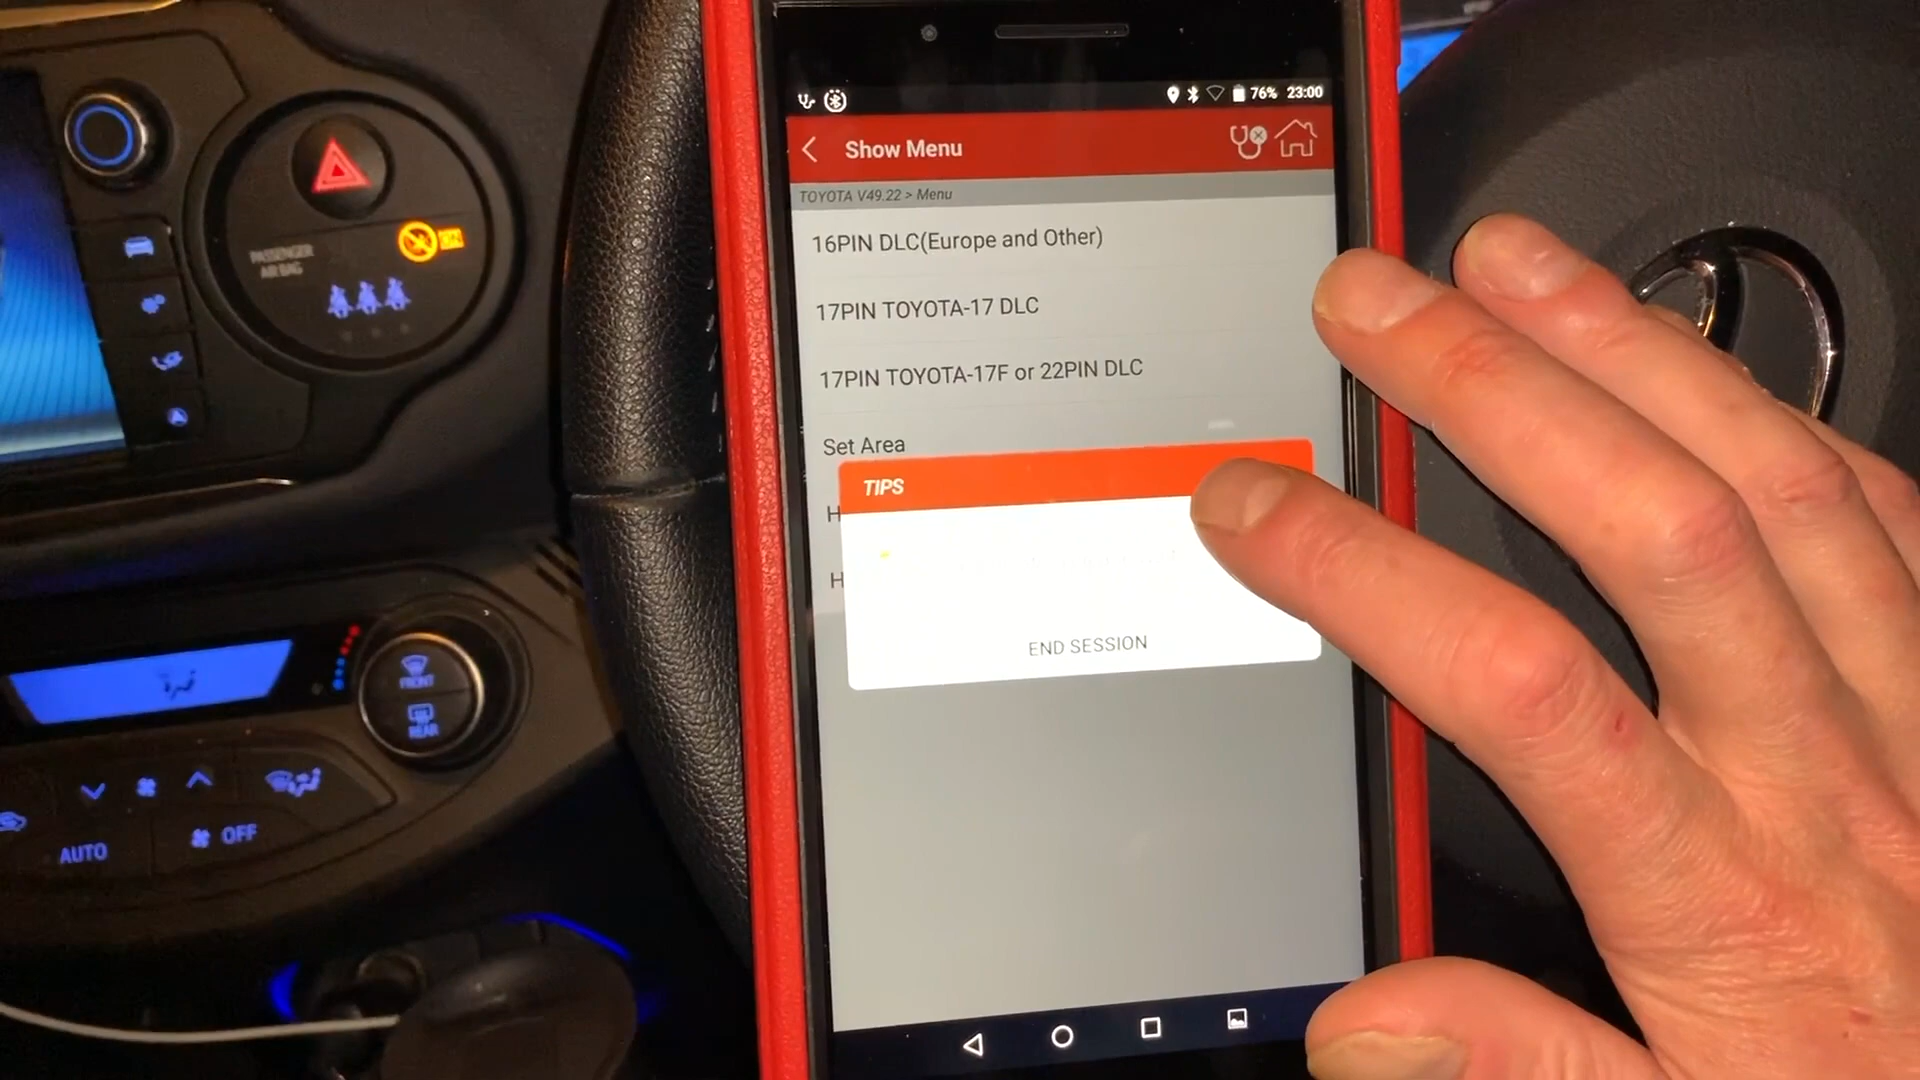 76% 23:00
Show Menu
TOYOTA V49.22 > Menu
16PIN DLC(Europe and Other)
17PIN TOYOTA-17 DLC
17PIN TOYOTA-17F or 22PIN DLC
Set Area
TIPS
H
H
END SESSION
PASSENGER
AIR BAG
FRONT
REAR
AUTO
OFF